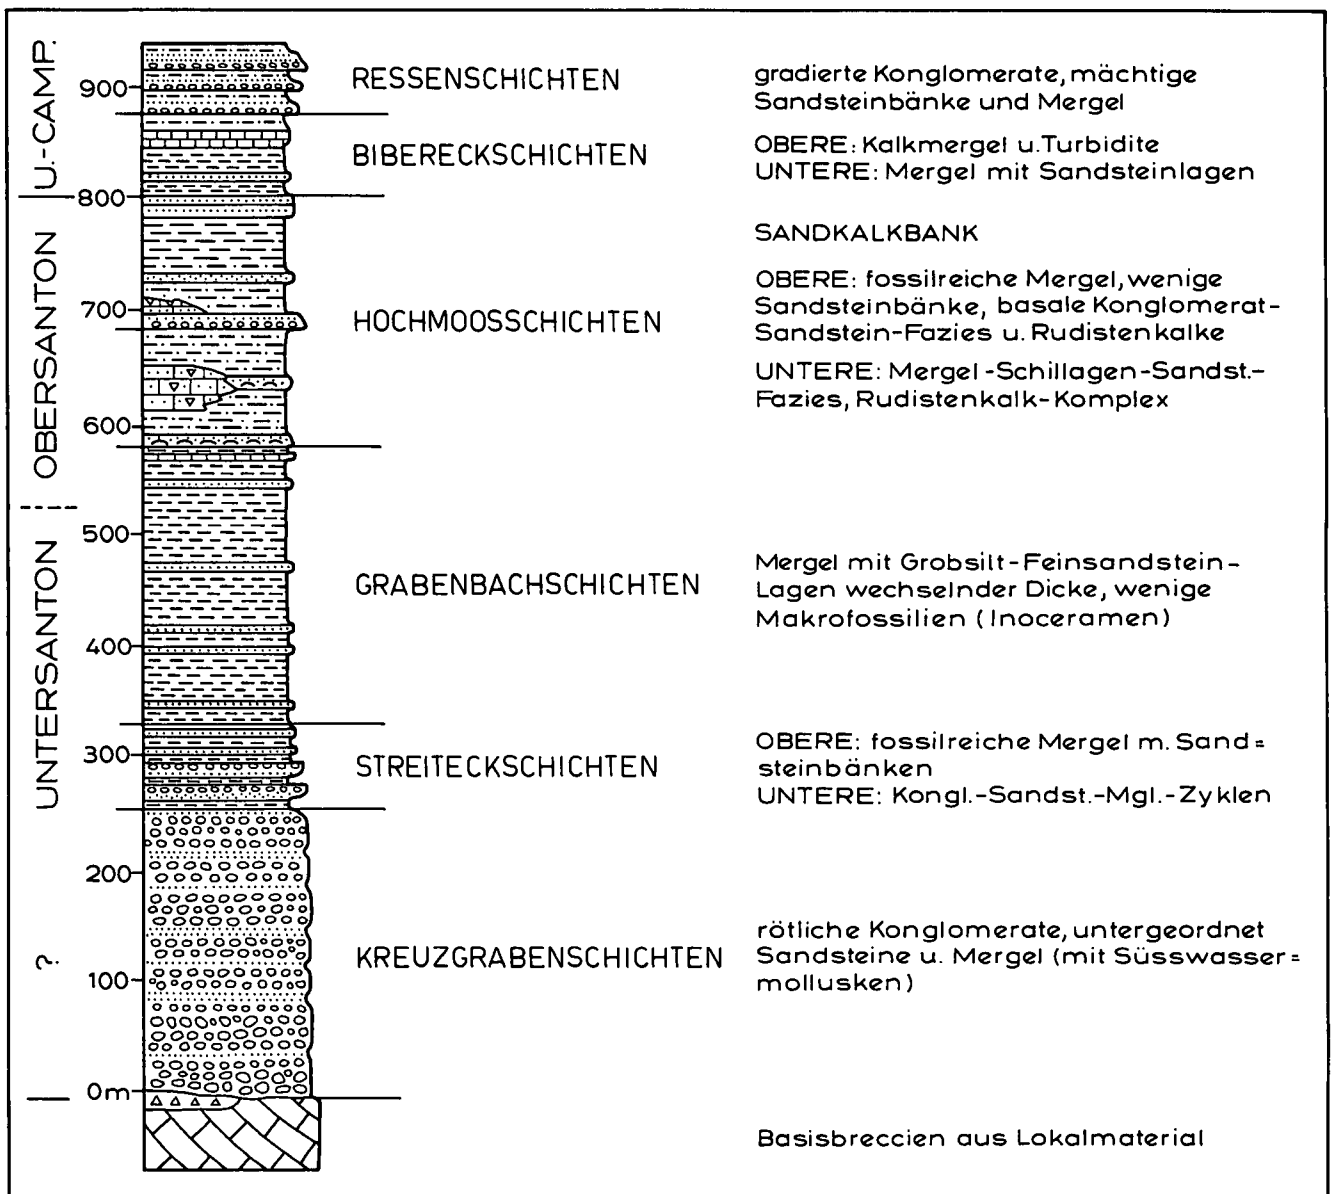 U.-CAMP.
OBERSANTON
UNTERSANTON
?
900
800
700
600
500
400
300
200
100
0m
RESSENSCHICHTEN
gradierte Konglomerate, mächtige
Sandsteinbänke und Mergel
BIBERECKSCHICHTEN
OBERE: Kalkmergel u. Turbidite
UNTERE: Mergel mit Sandsteinlagen
SANDKALKBANK
HOCHMOOSSCHICHTEN
OBERE: fossilreiche Mergel, wenige
Sandsteinbänke, basale Konglomerat-
Sandstein-Fazies u. Rudistenkalke
UNTERE: Mergel-Schillagen-Sandst.-
Fazies, Rudistenkalk-Komplex
GRABENBACHSCHICHTEN
Mergel mit Grobsilt-Feinsandstein-
Lagen wechselnder Dicke, wenige
Makrofossilien (Inoceramen)
STREITECKSCHICHTEN
OBERE: fossilreiche Mergel m. Sand=
steinbänken
UNTERE: Kongl.-Sandst.-Mgl.-Zyklen
KREUZGRABENSCHICHTEN
rötliche Konglomerate, untergeordnet
Sandsteine u. Mergel (mit Süsswasser=
mollusken)
Basisbreccien aus Lokalmaterial